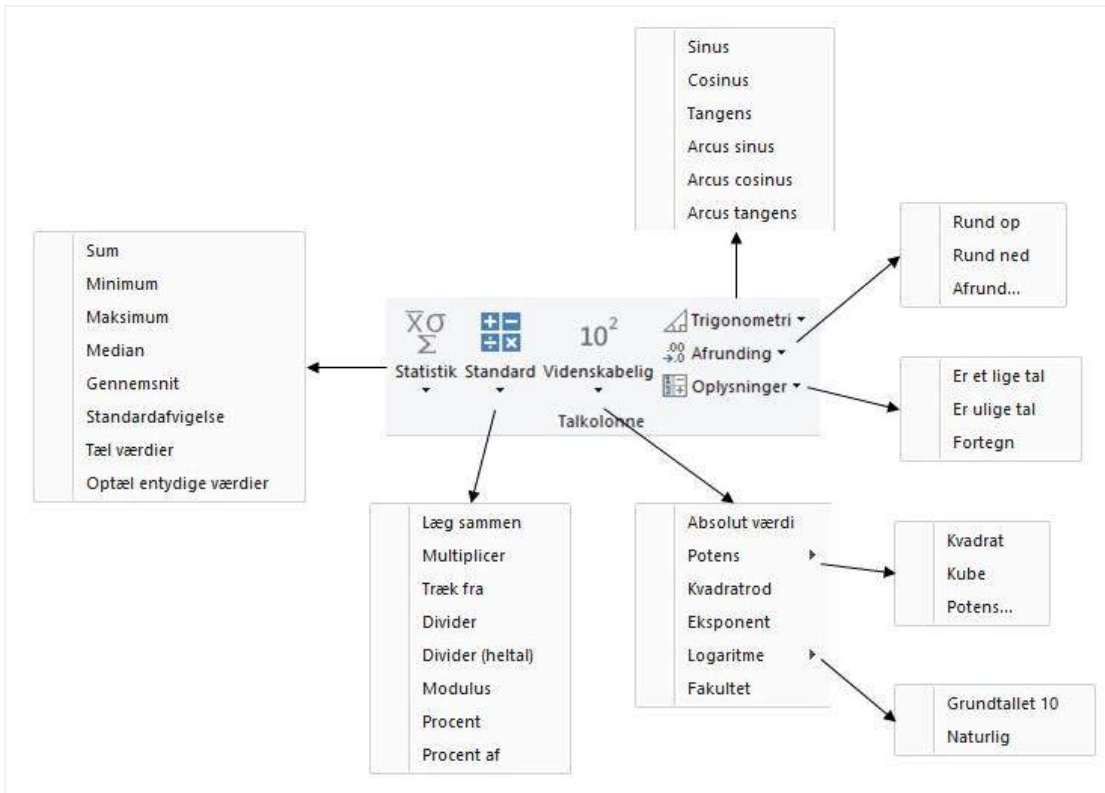 Sinus
Cosinus
Tangens
Arcus sinus
Arcus cosinus
Arcus tangens
Rund op
Rund ned
Afrund...
Sum
Minimum
Maksimum
Median
Gennemsnit
Standardafvigelse
Tæl værdier
Optæl entydige værdier
X̅σ
Σ
Statistik
Standard
10²
Videnskabelig
Trigonometri
.00
→.0
Afrunding
Oplysninger
Talkolonne
Er et lige tal
Er ulige tal
Fortegn
Læg sammen
Multiplicer
Træk fra
Divider
Divider (heltal)
Modulus
Procent
Procent af
Absolut værdi
Potens
Kvadratrod
Eksponent
Logaritme
Fakultet
Kvadrat
Kube
Potens...
Grundtallet 10
Naturlig